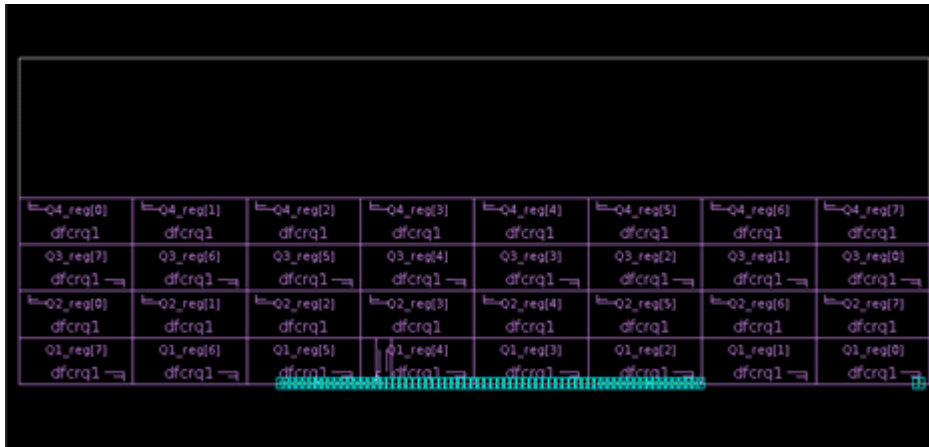 Q4_reg[0] Q4_reg[1] Q4_reg[2] Q4_reg[3] Q4_reg[4] Q4_reg[5] Q4_reg[6] Q4_reg[7]
dfcrq1 dfcrq1 dfcrq1 dfcrq1 dfcrq1 dfcrq1 dfcrq1 dfcrq1
Q3_reg[7] Q3_reg[6] Q3_reg[5] Q3_reg[4] Q3_reg[3] Q3_reg[2] Q3_reg[1] Q3_reg[0]
dfcrq1 dfcrq1 dfcrq1 dfcrq1 dfcrq1 dfcrq1 dfcrq1 dfcrq1
Q2_reg[0] Q2_reg[1] Q2_reg[2] Q2_reg[3] Q2_reg[4] Q2_reg[5] Q2_reg[6] Q2_reg[7]
dfcrq1 dfcrq1 dfcrq1 dfcrq1 dfcrq1 dfcrq1 dfcrq1 dfcrq1
Q1_reg[7] Q1_reg[6] Q1_reg[5] Q1_reg[4] Q1_reg[3] Q1_reg[2] Q1_reg[1] Q1_reg[0]
dfcrq1 dfcrq1 dfcrq1 dfcrq1 dfcrq1 dfcrq1 dfcrq1 dfcrq1